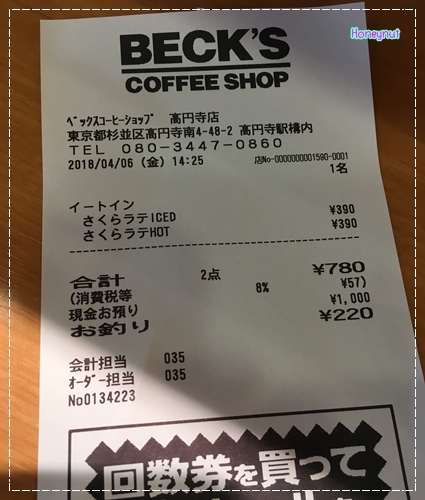 Honeynut
BECK'S
COFFEE SHOP
ﾍﾞｯｸｽｺｰﾋｰｼｮｯﾌﾟ 高円寺店
東京都杉並区高円寺南4-48-2 高円寺駅構内
TEL 080-3447-0860
2018/04/06 (金) 14:25 店No-0000000001590-0001
1名
イートイン
さくらラテICED ¥390
さくらラテHOT ¥390
合計 2点 ¥780
(消費税等 8% ¥57)
現金お預り ¥1,000
お釣り ¥220
会計担当 035
ｵｰﾀﾞｰ担当 035
No0134223
回数券を買って